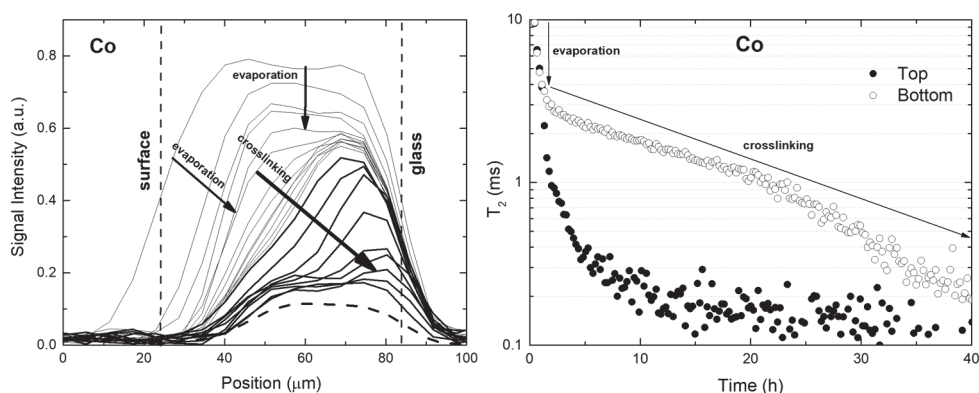 Co
Signal Intensity (a.u.)
0.8
0.6
0.4
0.2
0.0
surface
glass
evaporation
evaporation
crosslinking
0
20
40
60
80
100
Position (μm)
Co
T2 (ms)
10
1
0.1
evaporation
Top
Bottom
crosslinking
0
10
20
30
40
Time (h)